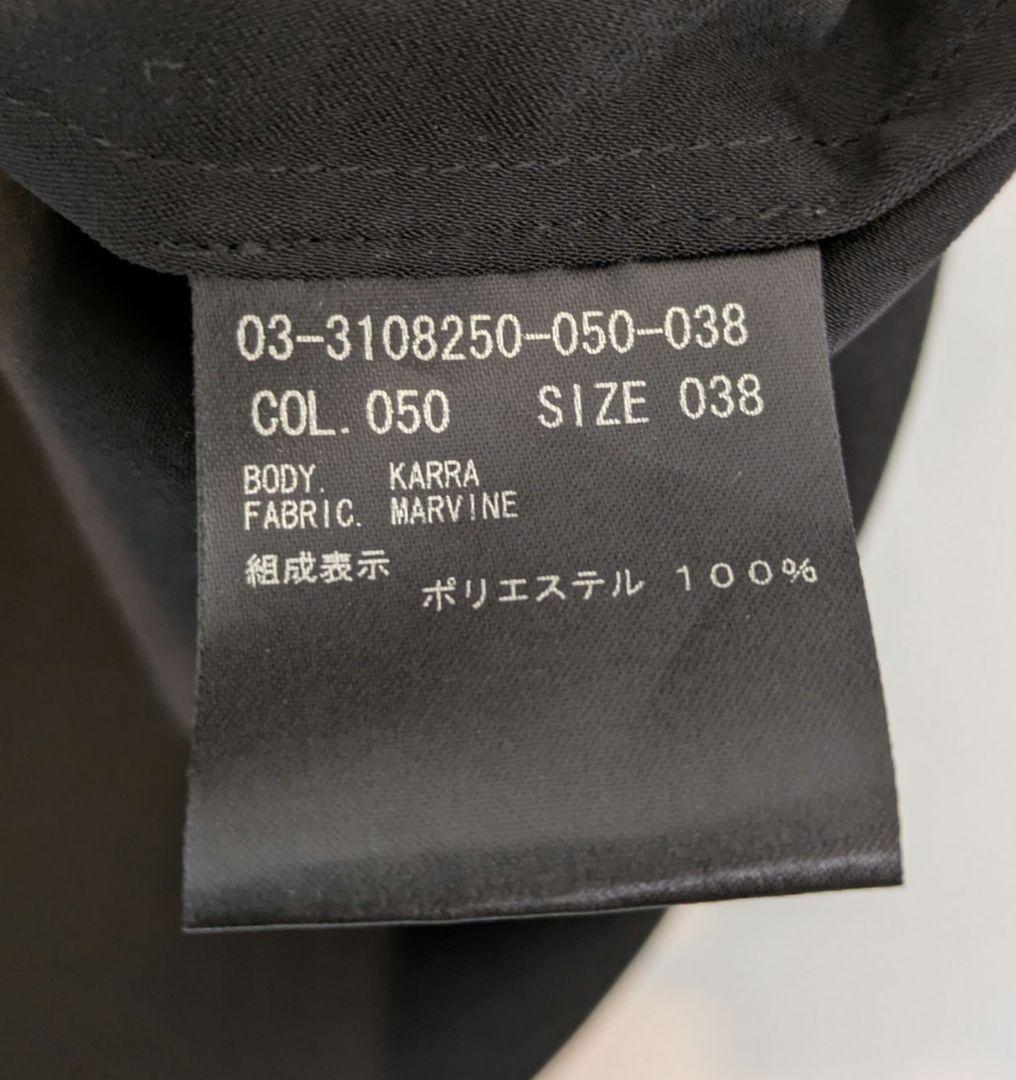 03-3108250-050-038
COL. 050 SIZE 038
BODY. KARRA
FABRIC. MARVINE
組成表示
ポリエステル １００％